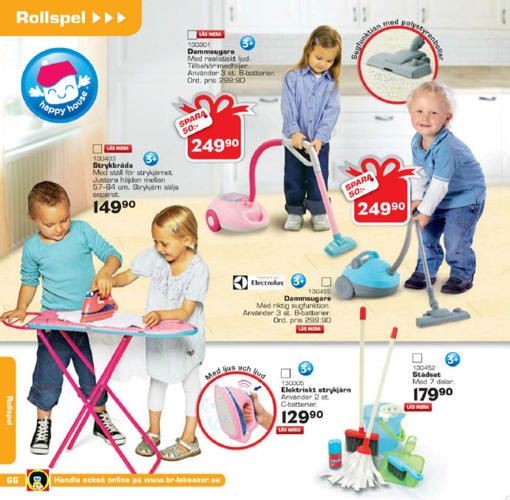 Rollspel
happy house
LÄS MERA
130301
3+
Dammsugare
Med realistiskt ljud.
Tillbehör medföljer.
Använder 3 st. B-batterier.
Ord. pris 299:90
SPARA
50:-
249 90
Sugfunktion med polystyrenbollar
LÄS MERA
130433
3+
Strykbräda
Med ställ för strykjärnet.
Justera höjden mellan
57-64 cm. Strykjärn säljs
separat.
149 90
SPARA
50:-
249 90
Electrolux
3+
130455
Dammsugare
Med riktig sugfunktion.
Använder 3 st. B-batterier.
Ord. pris 299:90
LÄS MERA
Med ljus och ljud
3+
130305
Elektriskt strykjärn
Använder 2 st.
C-batterier.
129 90
LÄS MERA
3+
130452
Städset
Med 7 delar.
179 90
LÄS MERA
Rollspel
66
Handla också online på www.br-leksaker.se